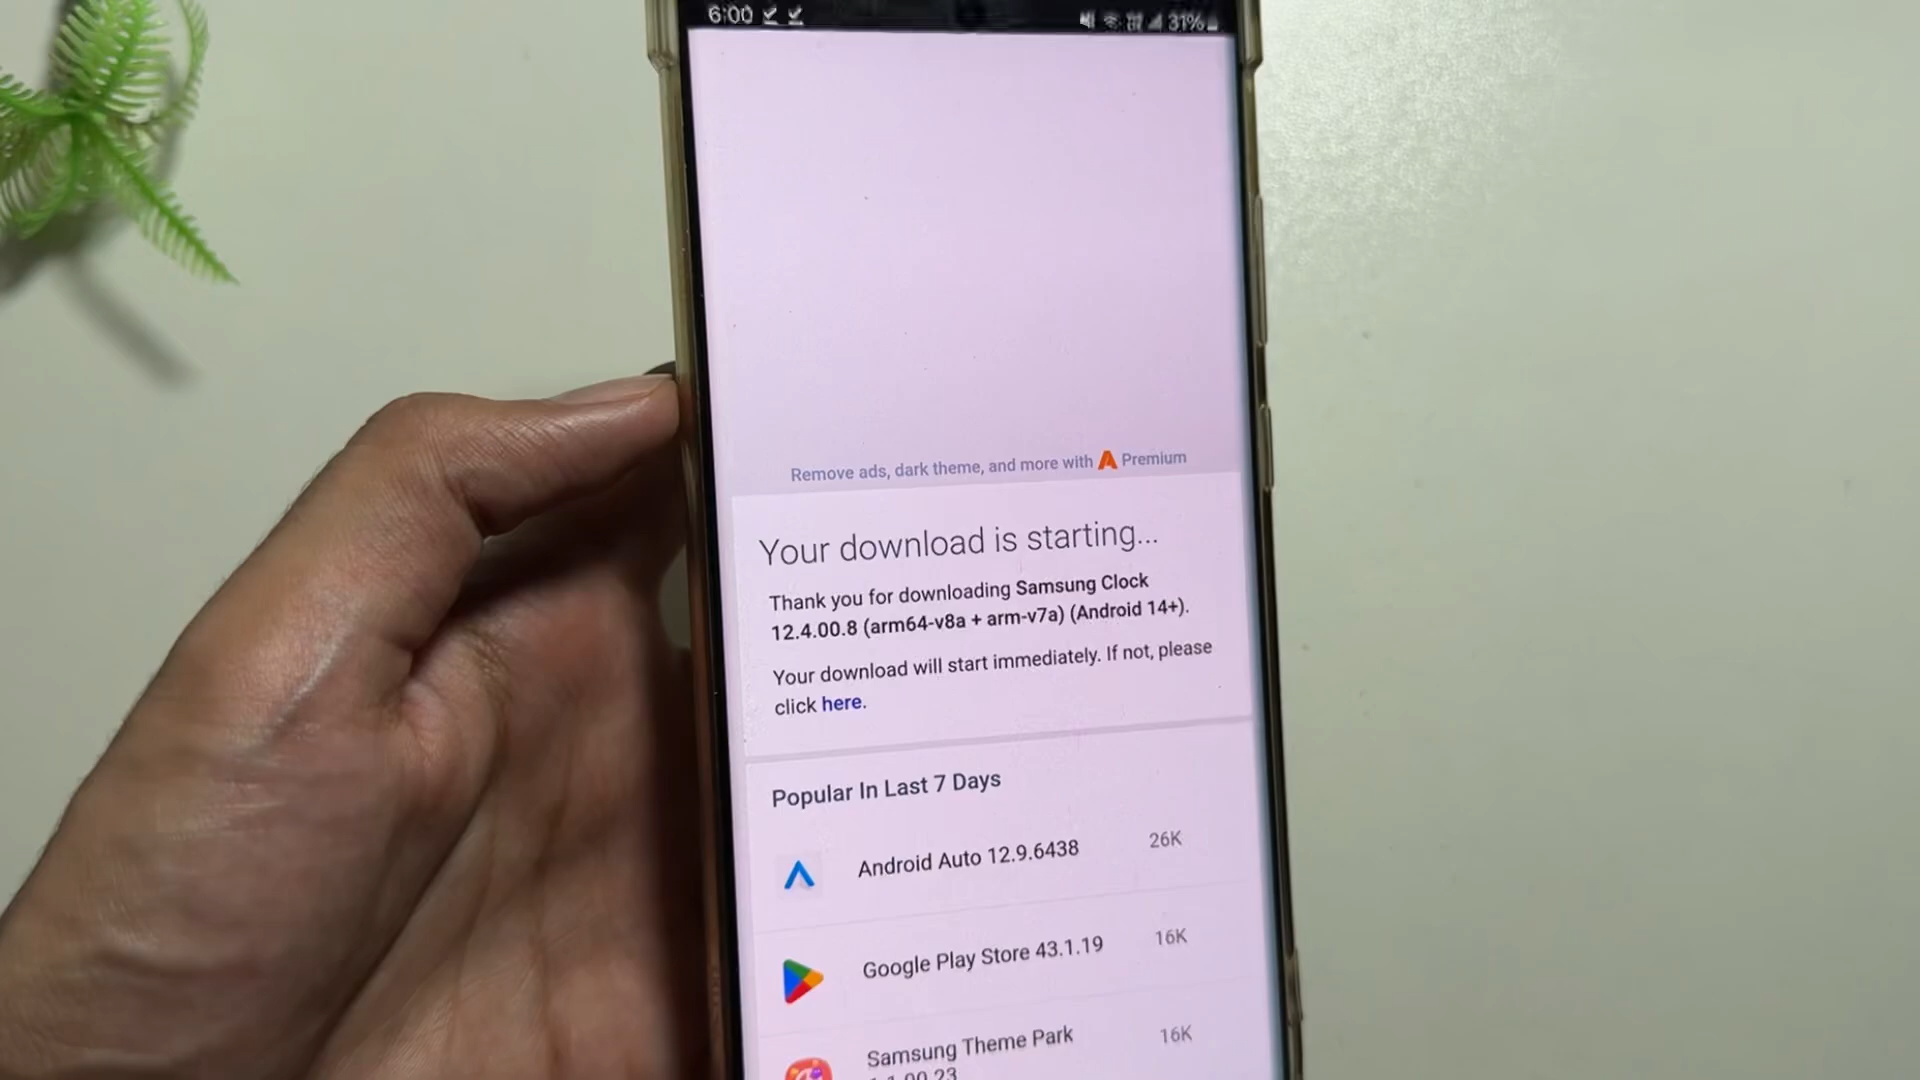 6:00
31%
Remove ads, dark theme, and more with Premium
Your download is starting...
Thank you for downloading Samsung Clock
12.4.00.8 (arm64-v8a + arm-v7a) (Android 14+).
Your download will start immediately. If not, please
click here.
Popular In Last 7 Days
Android Auto 12.9.6438 26K
Google Play Store 43.1.19 16K
Samsung Theme Park 16K